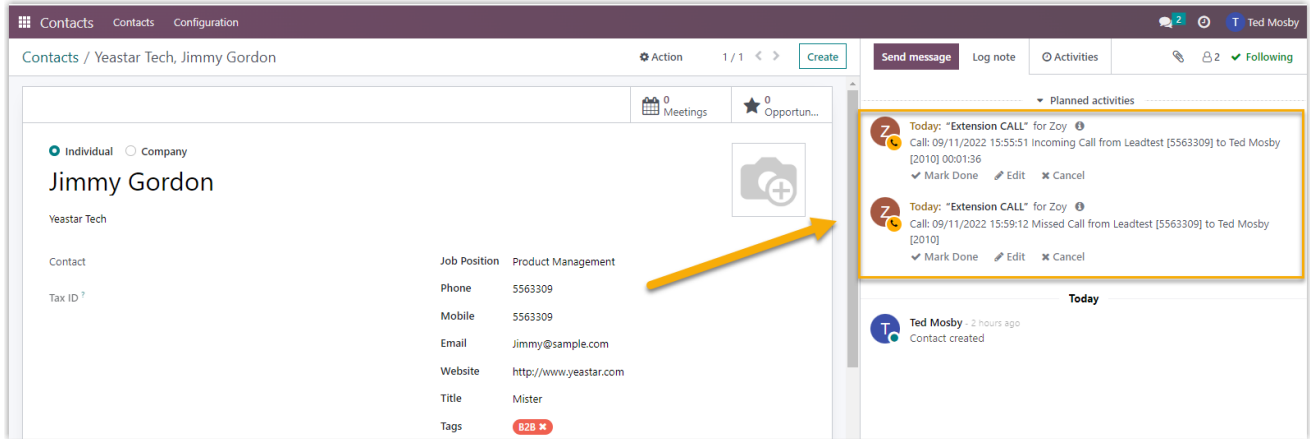 Contacts Contacts Configuration 2 T Ted Mosby
Contacts / Yeastar Tech, Jimmy Gordon Action 1 / 1 < > Create
Send message Log note Activities 2 Following
0 Meetings
0 Opportun...
Planned activities
Individual Company
Jimmy Gordon
Yeastar Tech
Contact
Tax ID ?
Job Position Product Management
Phone 5563309
Mobile 5563309
Email Jimmy@sample.com
Website http://www.yeastar.com
Title Mister
Tags B2B ×
Z Today: "Extension CALL" for Zoy
Call: 09/11/2022 15:55:51 Incoming Call from Leadtest [5563309] to Ted Mosby
[2010] 00:01:36
Mark Done Edit Cancel
Z Today: "Extension CALL" for Zoy
Call: 09/11/2022 15:59:12 Missed Call from Leadtest [5563309] to Ted Mosby
[2010]
Mark Done Edit Cancel
Today
T Ted Mosby - 2 hours ago
Contact created